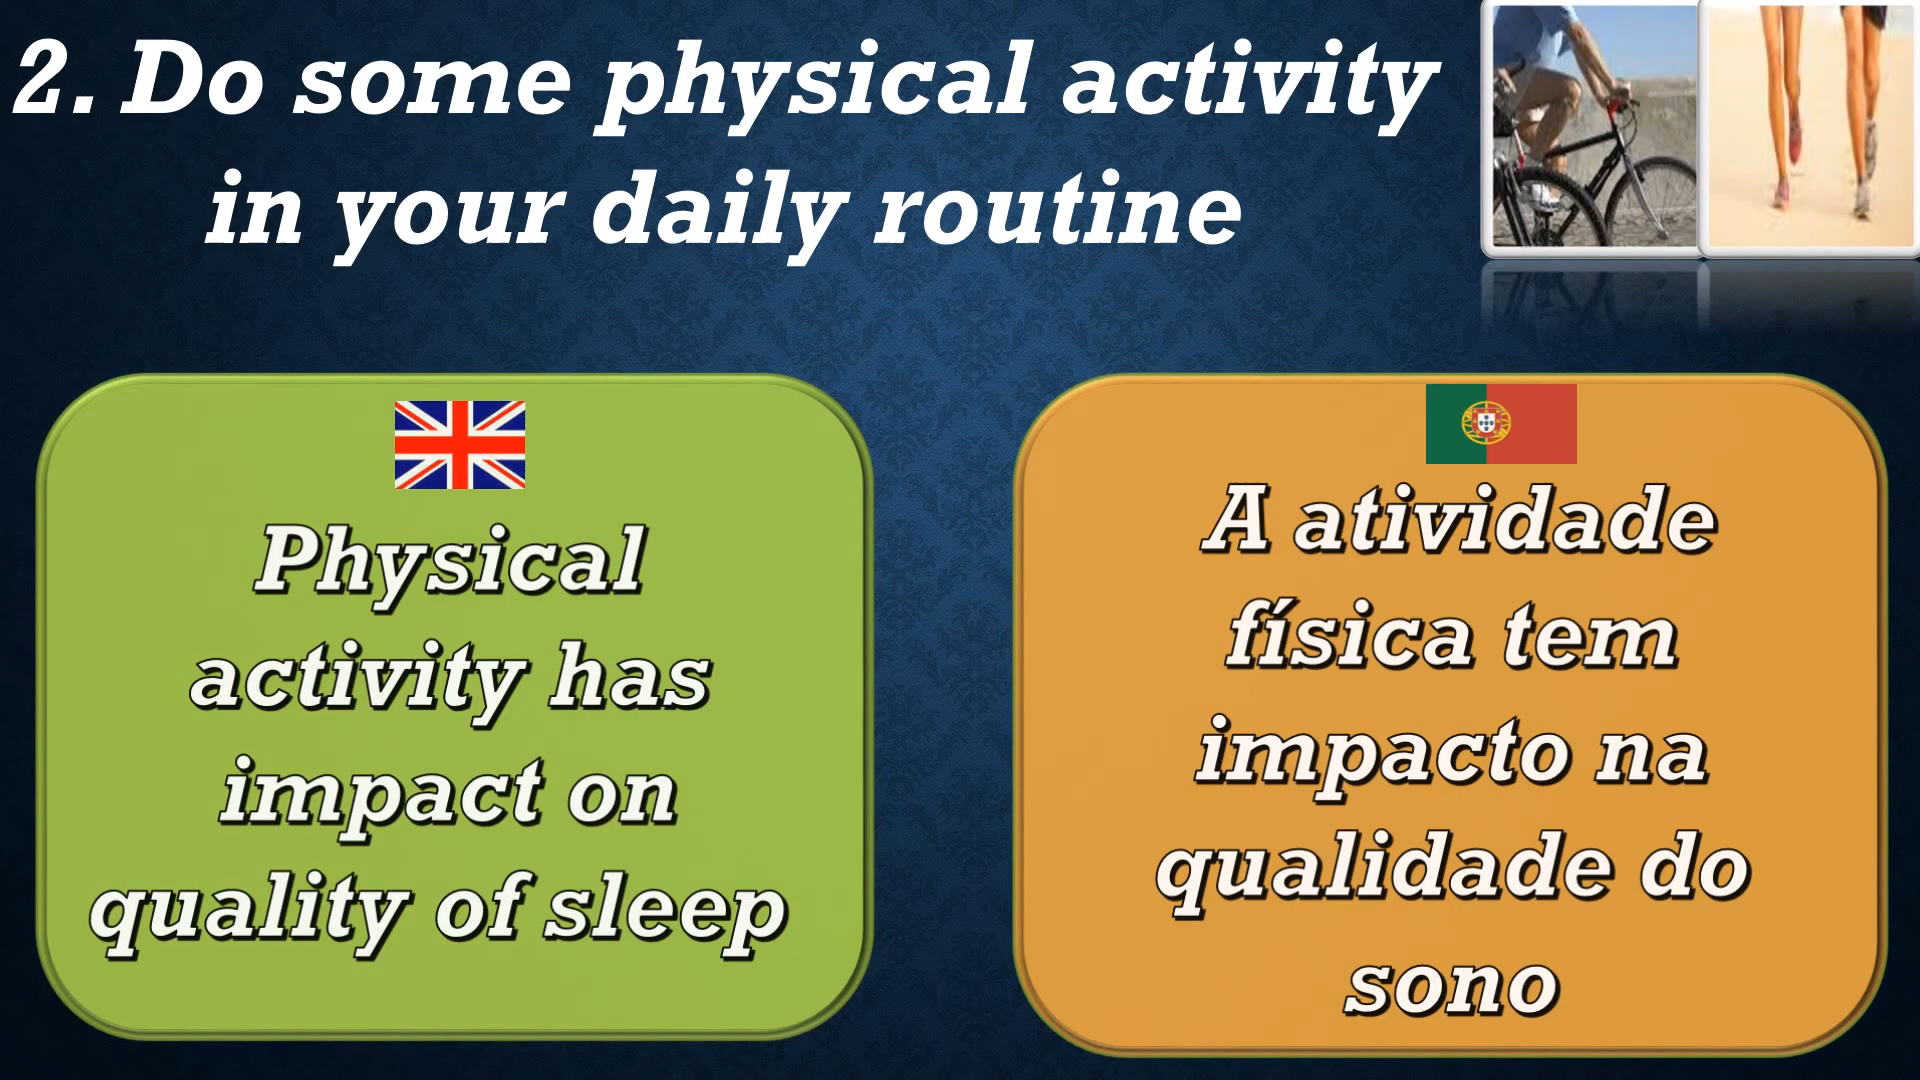 2. Do some physical activity
in your daily routine
Physical
activity has
impact on
quality of sleep
A atividade
física tem
impacto na
qualidade do
sono